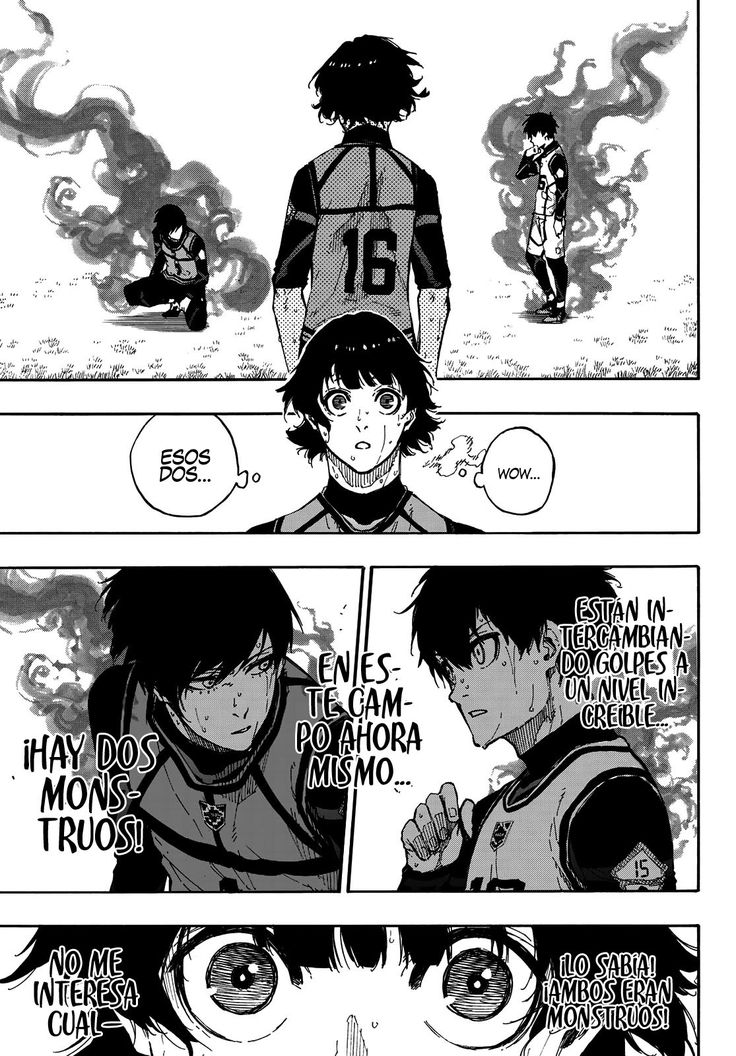 16
WOW...
ESOS
DOS...
ESTÁN IN-
TERCAMBIAN-
DO GOLPES A
UN NIVEL IN-
CREÍBLE...
15
EN ES-
TE CAM-
PO AHORA
MISMO...
¡HAY DOS
MONS-
TRUOS!
¡LO SABÍA!
¡AMBOS ERAN
MONSTRUOS!
NO ME
INTERESA
CUAL—